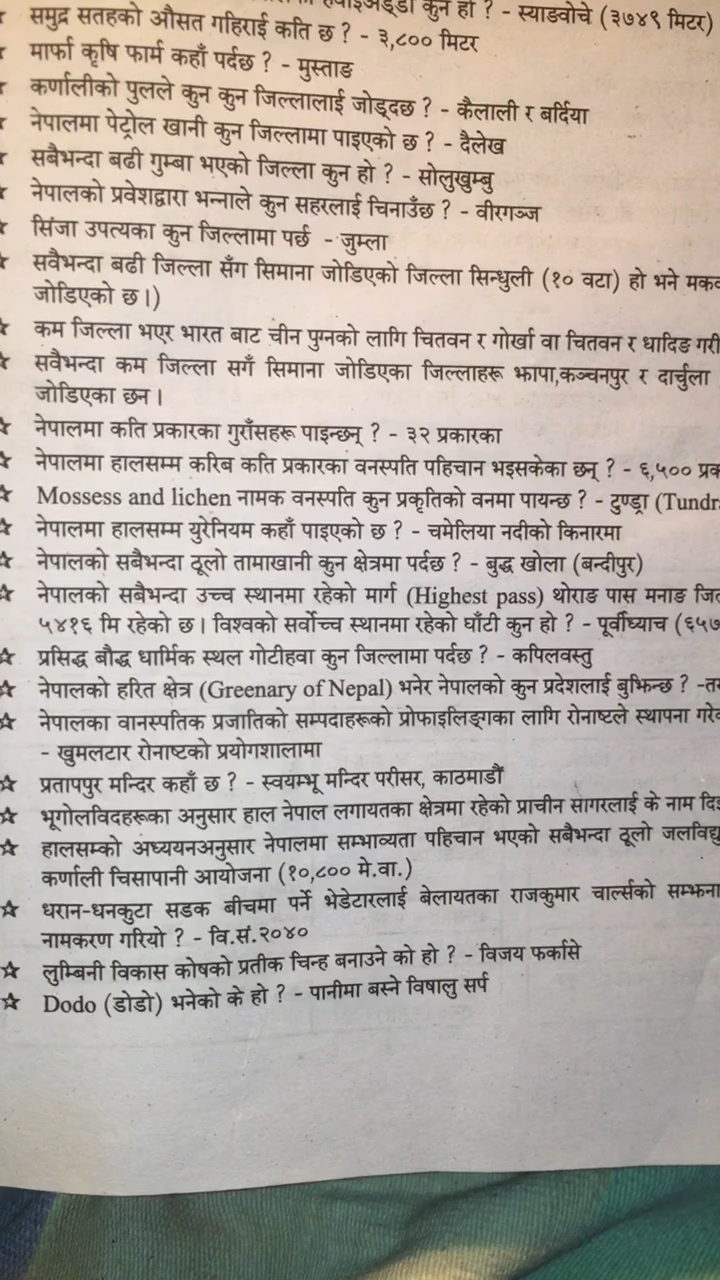 कुन हो ? - स्याङवोचे (३७४९ मिटर)
समुद्र सतहको औसत गहिराई कति छ ? - ३,८०० मिटर
मार्फा कृषि फार्म कहाँ पर्दछ ? - मुस्ताङ
कर्णालीको पुलले कुन कुन जिल्लालाई जोड्दछ ? - कैलाली र बर्दिया
नेपालमा पेट्रोल खानी कुन जिल्लामा पाइएको छ ? - दैलेख
सबैभन्दा बढी गुम्बा भएको जिल्ला कुन हो ? - सोलुखुम्बु
नेपालको प्रवेशद्वारा भन्नाले कुन सहरलाई चिनाउँछ ? - वीरगञ्ज
सिंजा उपत्यका कुन जिल्लामा पर्छ - जुम्ला
सवैभन्दा बढी जिल्ला सँग सिमाना जोडिएको जिल्ला सिन्धुली (१० वटा) हो भने
जोडिएको छ।)
☆ कम जिल्ला भएर भारत बाट चीन पुग्नको लागि चितवन र गोर्खा वा चितवन र धादिङ गरी
☆ सवैभन्दा कम जिल्ला सगँ सिमाना जोडिएका जिल्लाहरू झापा,कञ्चनपुर र दार्चुला
जोडिएका छन।
☆ नेपालमा कति प्रकारका गुराँसहरू पाइन्छन् ? - ३२ प्रकारका
☆ नेपालमा हालसम्म करिब कति प्रकारका वनस्पति पहिचान भइसकेका छन् ? - ६,५००
☆ Mossess and lichen नामक वनस्पति कुन प्रकृतिको वनमा पायन्छ ? - टुण्ड्रा (Tundr
☆ नेपालमा हालसम्म युरेनियम कहाँ पाइएको छ ? - चमेलिया नदीको किनारमा
☆ नेपालको सबैभन्दा ठूलो तामाखानी कुन क्षेत्रमा पर्दछ ? - बुद्ध खोला (बन्दीपुर)
☆ नेपालको सबैभन्दा उच्च स्थानमा रहेको मार्ग (Highest pass) थोराङ पास मनाङ
५४१६ मि रहेको छ। विश्वको सर्वोच्च स्थानमा रहेको घाँटी कुन हो ? - पूर्वीघ्याच (६५७
☆ प्रसिद्ध बौद्ध धार्मिक स्थल गोटीहवा कुन जिल्लामा पर्दछ ? - कपिलवस्तु
☆ नेपालको हरित क्षेत्र (Greenary of Nepal) भनेर नेपालको कुन प्रदेशलाई बुझिन्छ ?
☆ नेपालका वानस्पतिक प्रजातिको सम्पदाहरूको प्रोफाइलिङ्गका लागि रोनाष्टले स्थापना
- खुमलटार रोनाष्टको प्रयोगशालामा
☆ प्रतापपुर मन्दिर कहाँ छ ? - स्वयम्भू मन्दिर परीसर, काठमाडौं
☆ भूगोलविदहरूका अनुसार हाल नेपाल लगायतका क्षेत्रमा रहेको प्राचीन सागरलाई के नाम
☆ हालसम्को अध्ययनअनुसार नेपालमा सम्भाव्यता पहिचान भएको सबैभन्दा ठूलो
कर्णाली चिसापानी आयोजना (१०,८०० मे.वा.)
☆ धरान-धनकुटा सडक बीचमा पर्ने भेडेटारलाई बेलायतका राजकुमार चार्ल्सको सम्झना
नामकरण गरियो ? - वि.सं.२०४०
☆ लुम्बिनी विकास कोषको प्रतीक चिन्ह बनाउने को हो ? - विजय फर्कासे
☆ Dodo (डोडो) भनेको के हो ? - पानीमा बस्ने विषालु सर्प